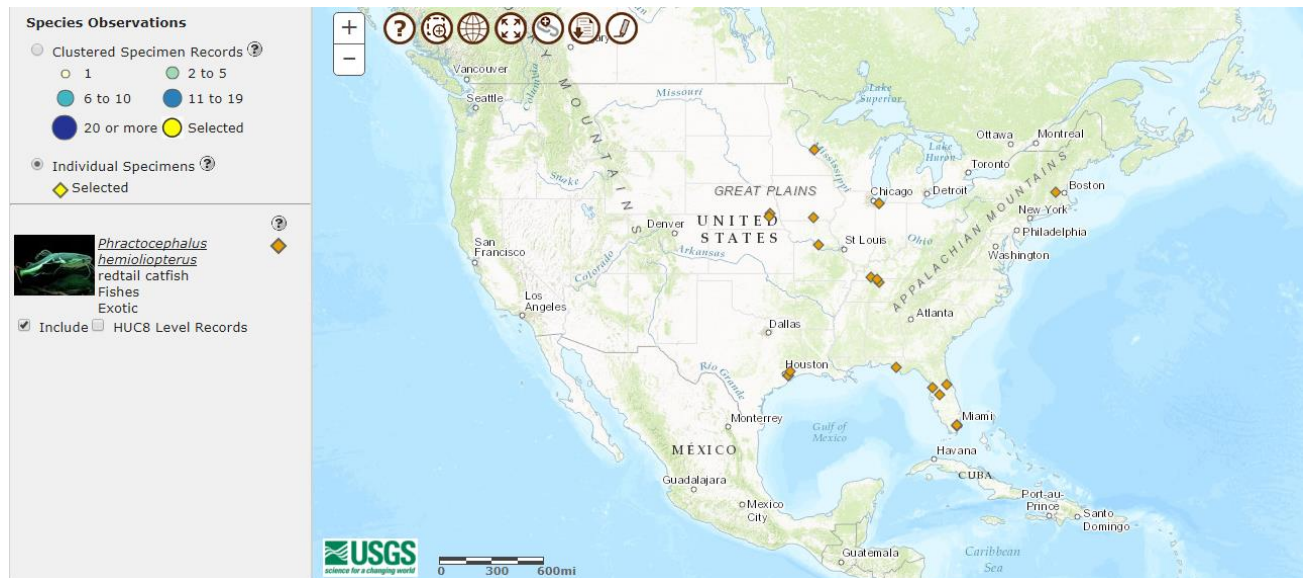 Species Observations
Clustered Specimen Records ?
1
2 to 5
6 to 10
11 to 19
20 or more
Selected
Individual Specimens ?
Selected
?
Phractocephalus
hemioliopterus
redtail catfish
Fishes
Exotic
Include
HUC8 Level Records
+
−
?
Vancouver
Seattle
Columbia
Missouri
Lake
Superior
Ottawa
Montreal
Mississippi
Lake
Huron
Toronto
Snake
GREAT PLAINS
Chicago
Detroit
Boston
New York
Philadelphia
Denver
UNITED
STATES
St Louis
Ohio
APPALACHIAN MOUNTAINS
Washington
San
Francisco
Colorado
Arkansas
Los
Angeles
Atlanta
Dallas
Houston
Rio Grande
Monterrey
Gulf of
Mexico
Miami
MÉXICO
Havana
CUBA
Guadalajara
Mexico
City
Port-au-
Prince
Santo
Domingo
Guatemala
Caribbean
Sea
USGS
science for a changing world
0 300 600mi